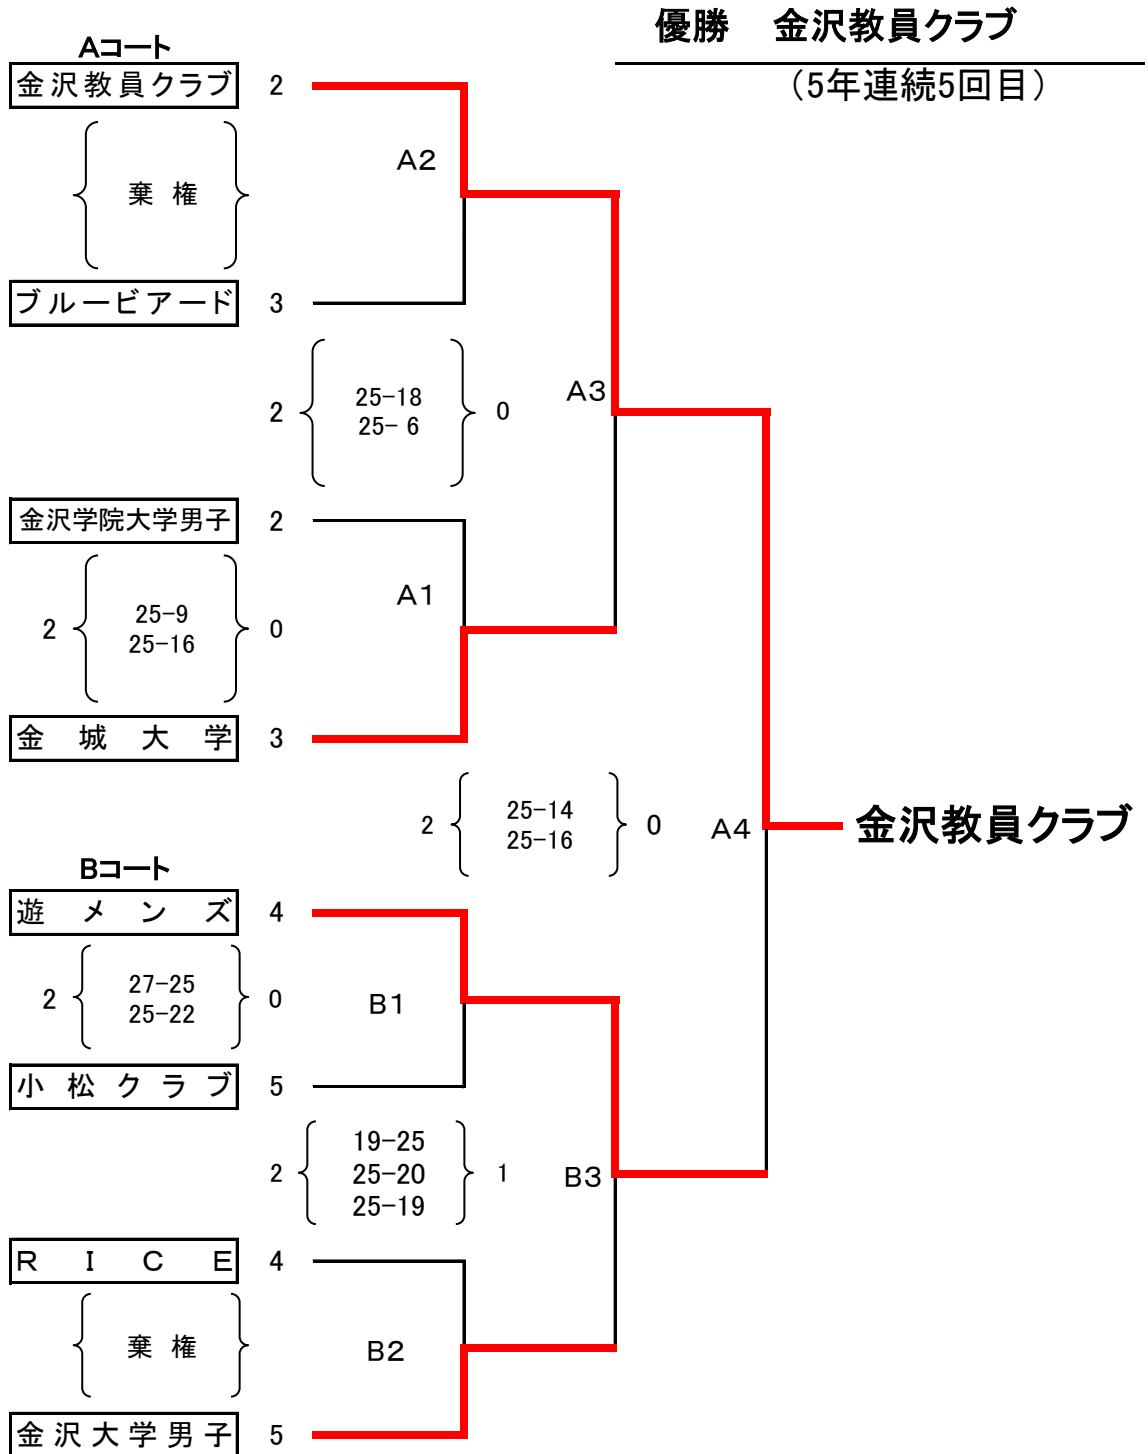 優勝　金沢教員クラブ
（5年連続5回目）
Aコート
金沢教員クラブ 2
A2
棄 権
ブルービアード 3
A3
2 25-18 0
25- 6
金沢学院大学男子 2
A1
2 25-9 0
25-16
金城大学 3
2 25-14 0
25-16
A4
金沢教員クラブ
Bコート
遊メンズ 4
2 27-25 0
25-22
B1
小松クラブ 5
19-25
2 25-20 1
25-19
B3
RICE 4
棄 権
B2
金沢大学男子 5